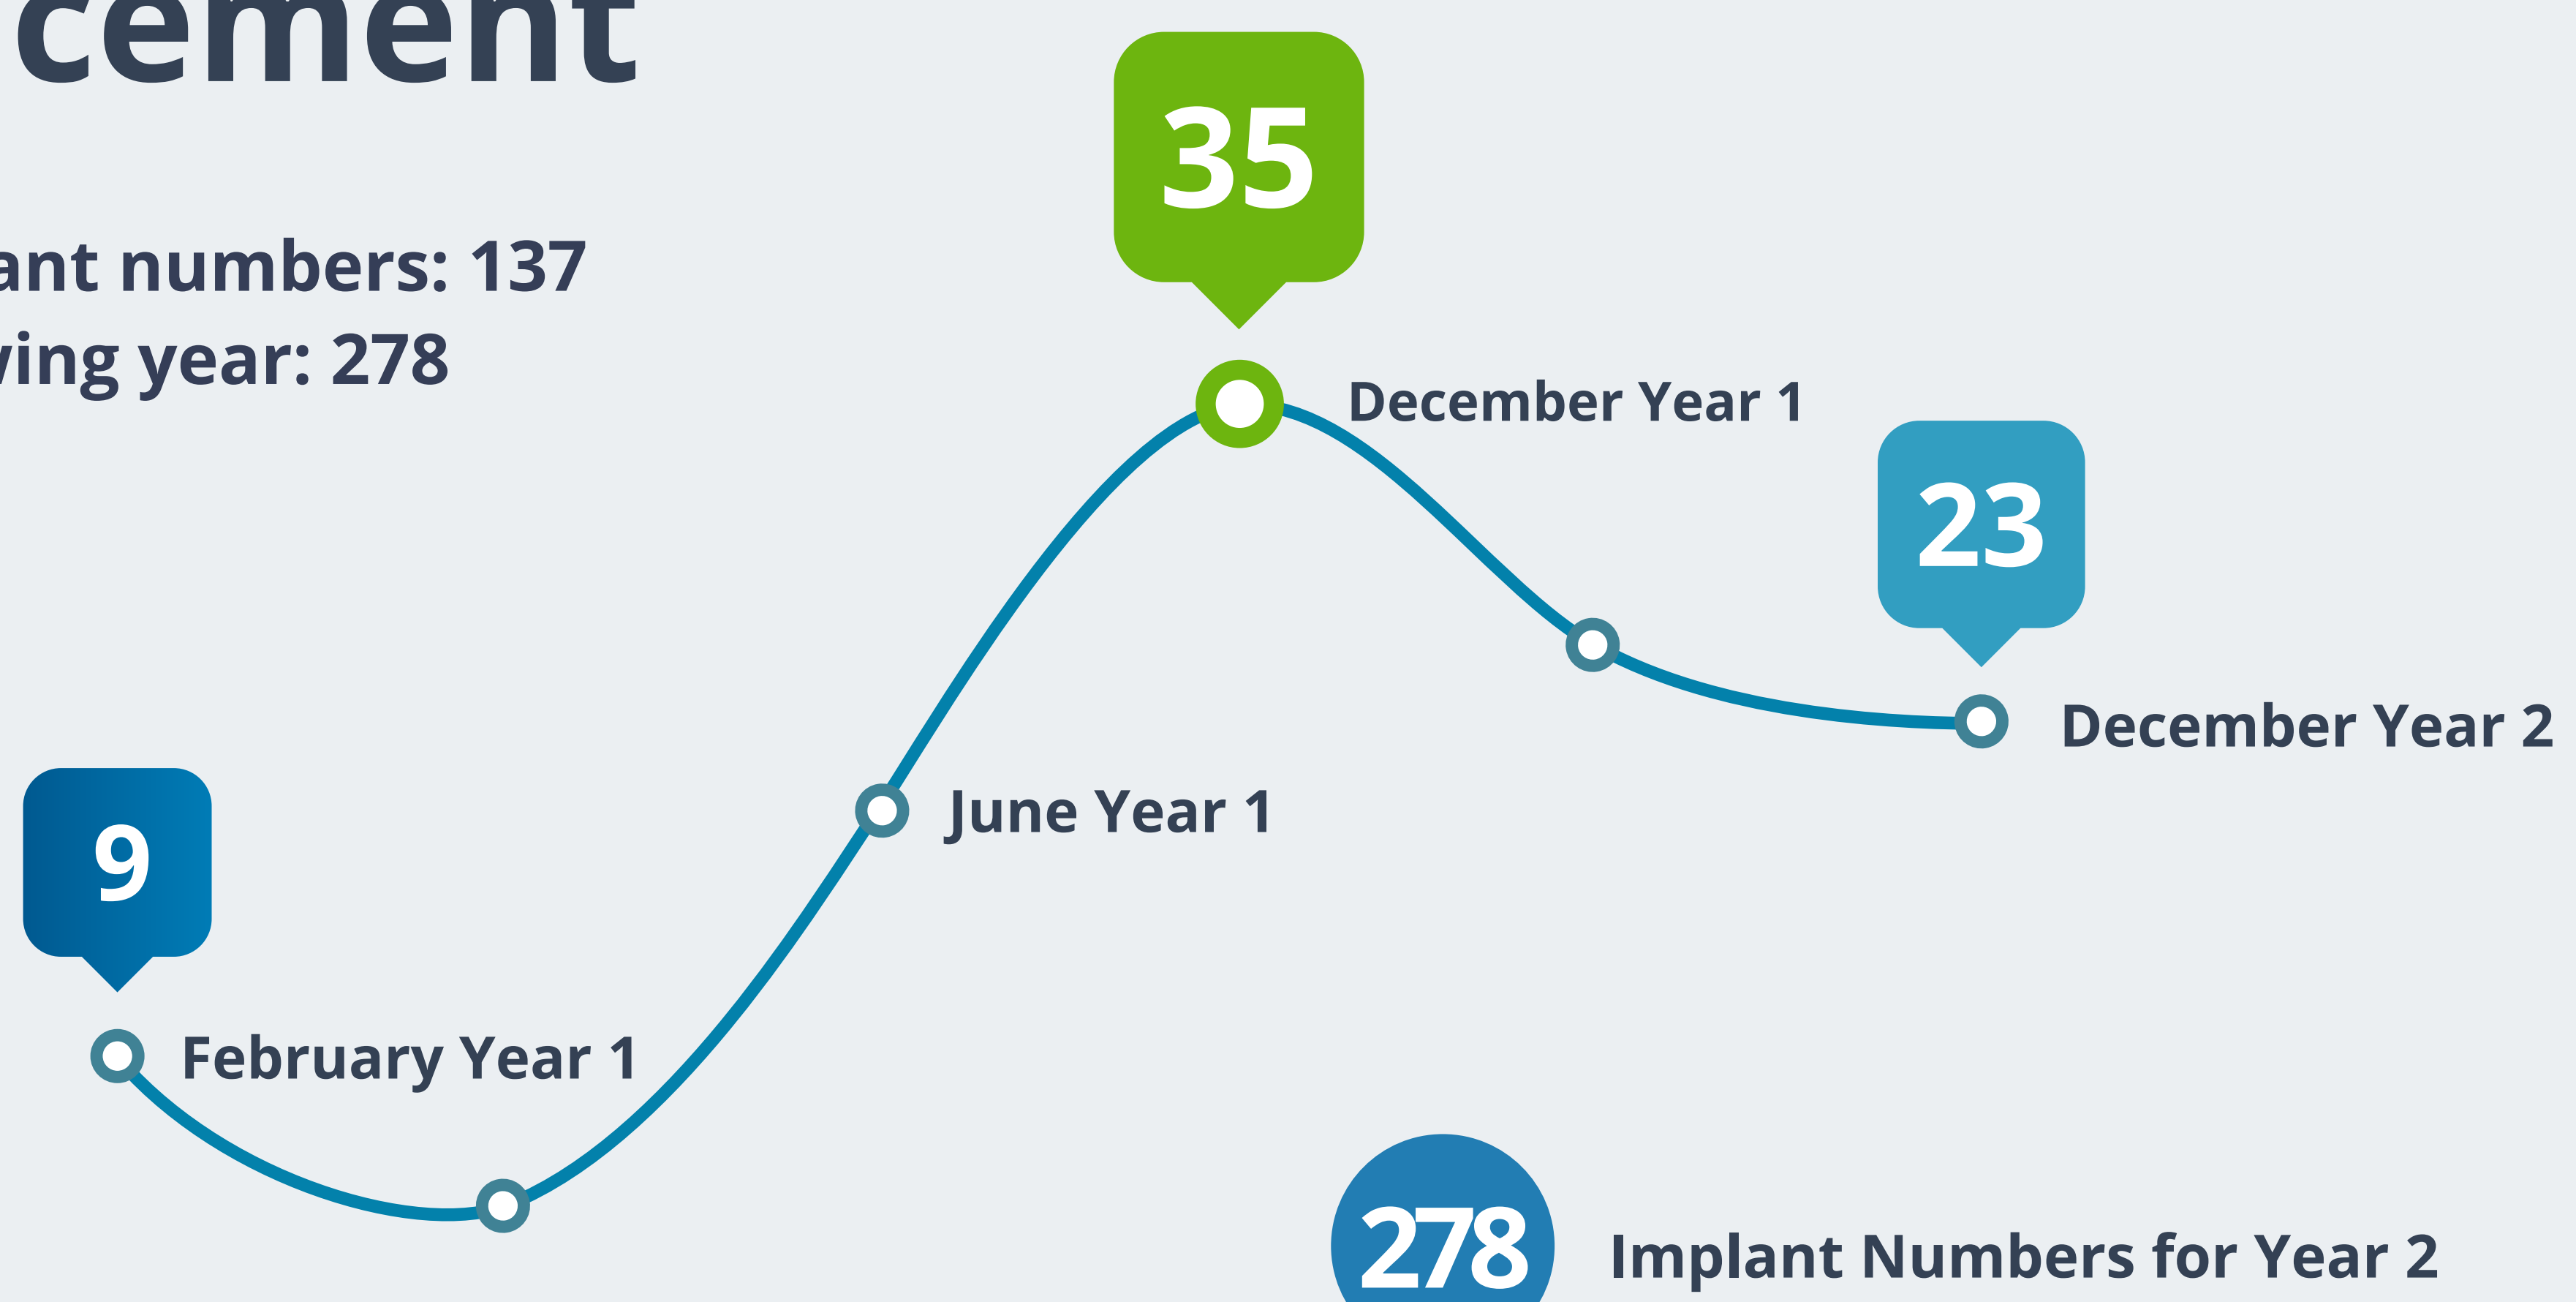 cement
35
ant numbers: 137
wing year: 278
December Year 1
23
December Year 2
June Year 1
9
February Year 1
278
Implant Numbers for Year 2